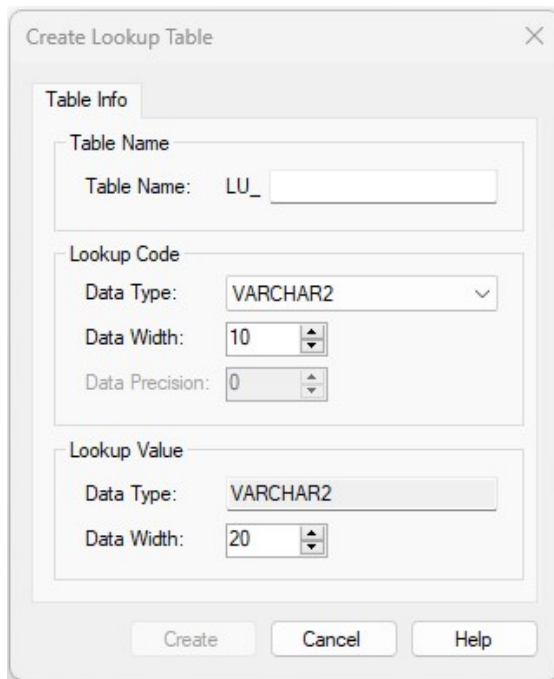 Create Lookup Table
Table Info
Table Name
Table Name: LU_
Lookup Code
Data Type: VARCHAR2
Data Width: 10
Data Precision: 0
Lookup Value
Data Type: VARCHAR2
Data Width: 20
Create Cancel Help